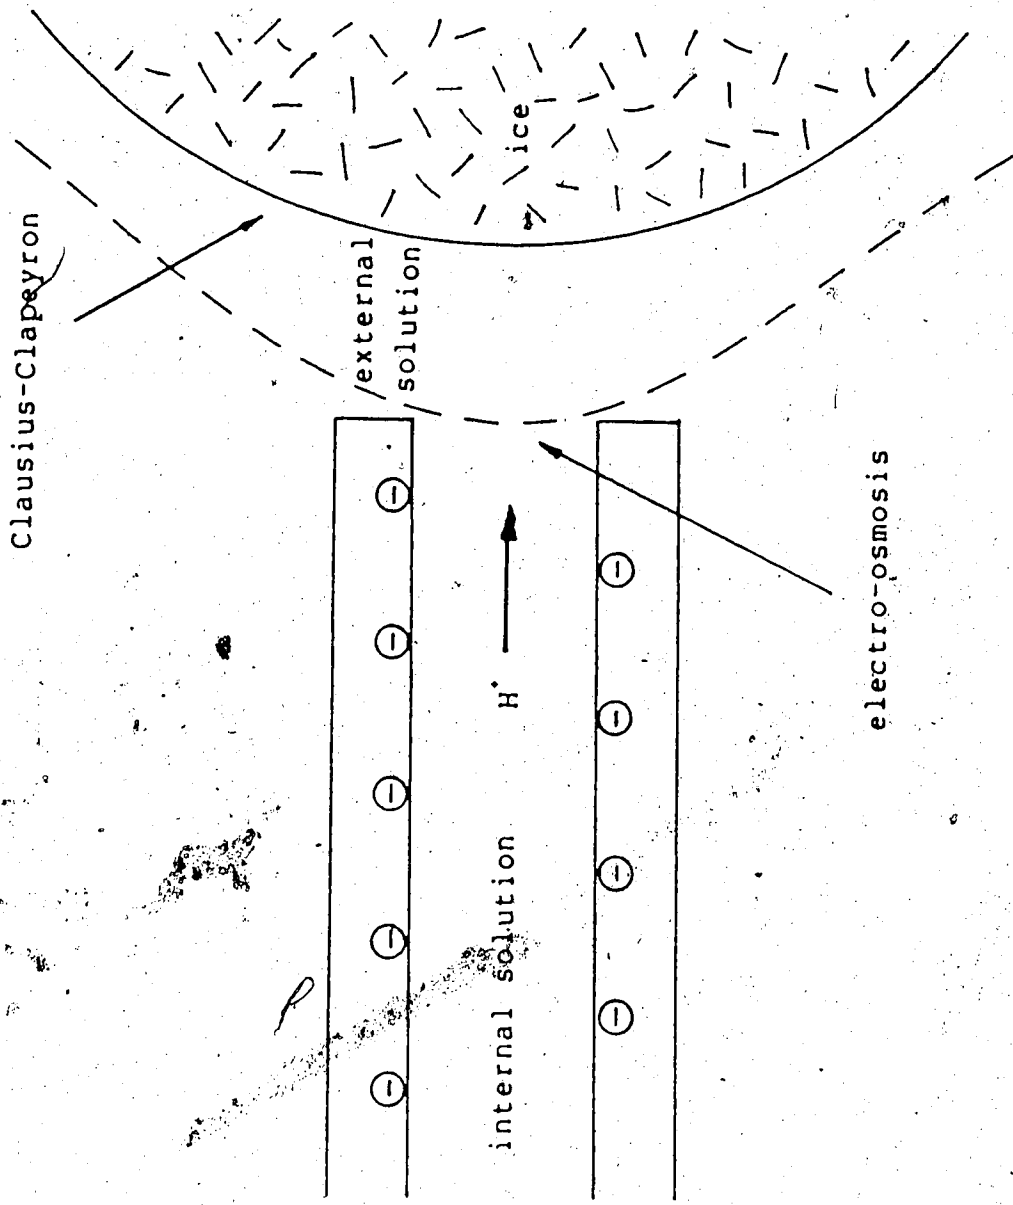 Clausius-Clapeyron
external
solution
ice
H⁺
internal solution
electro-osmosis